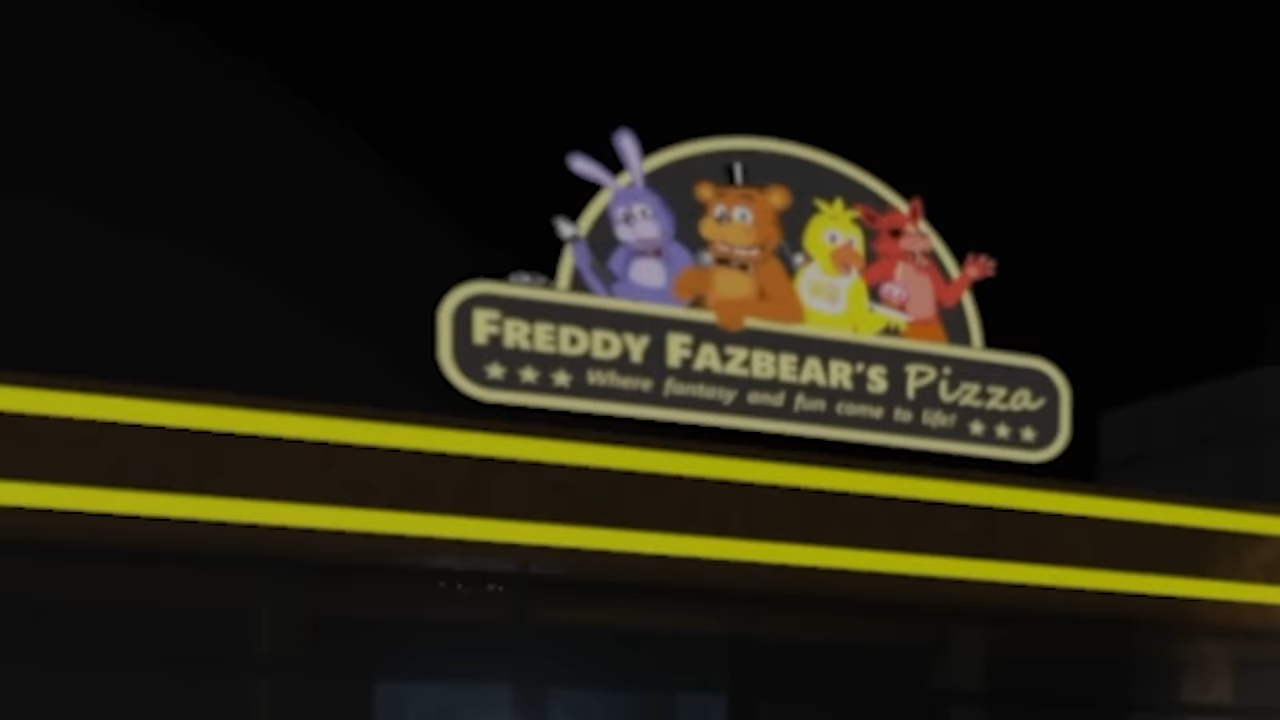 FREDDY FAZBEAR'S Pizza
★ ★ ★ Where fantasy and fun come to life! ★ ★ ★